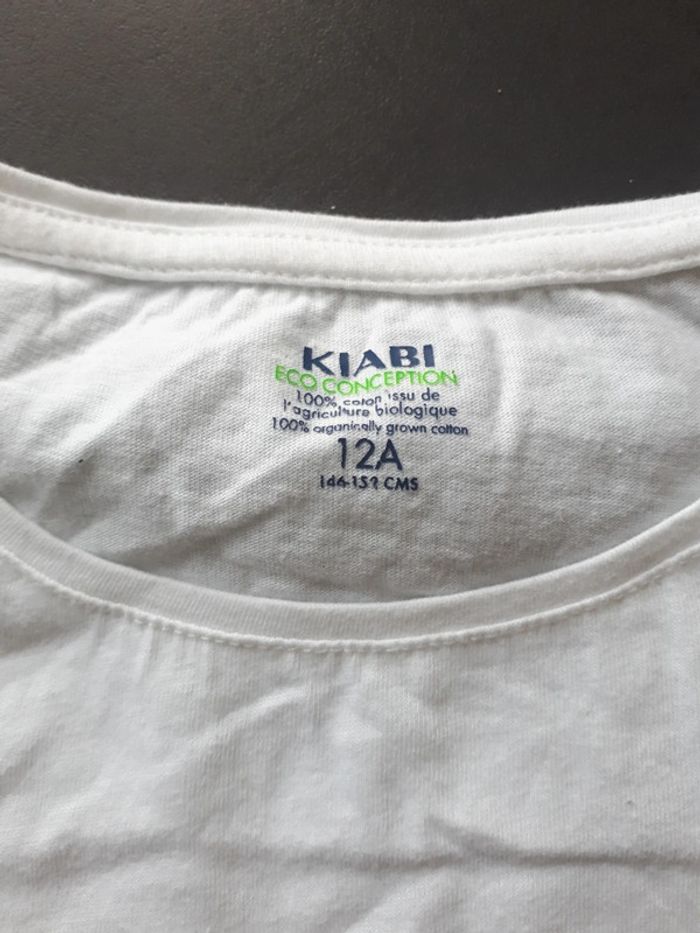 KIABI
ECO CONCEPTION
100% coton issu de
l'agriculture biologique
100% organically grown cotton
12A
146-152 CMS